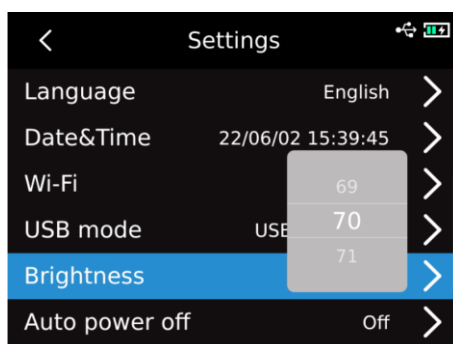 Settings
Language English
Date&Time 22/06/02 15:39:45
Wi-Fi 69
USB mode USB 70
71
Brightness
Auto power off Off